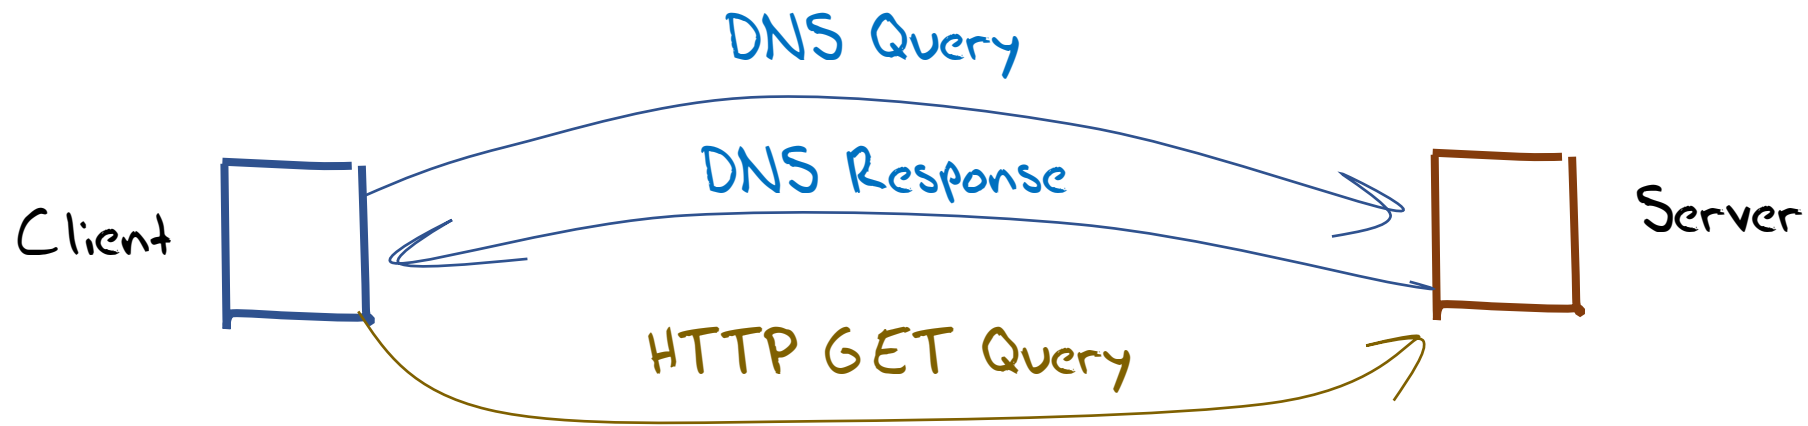 DNS Query
DNS Response
Client
Server
HTTP GET Query